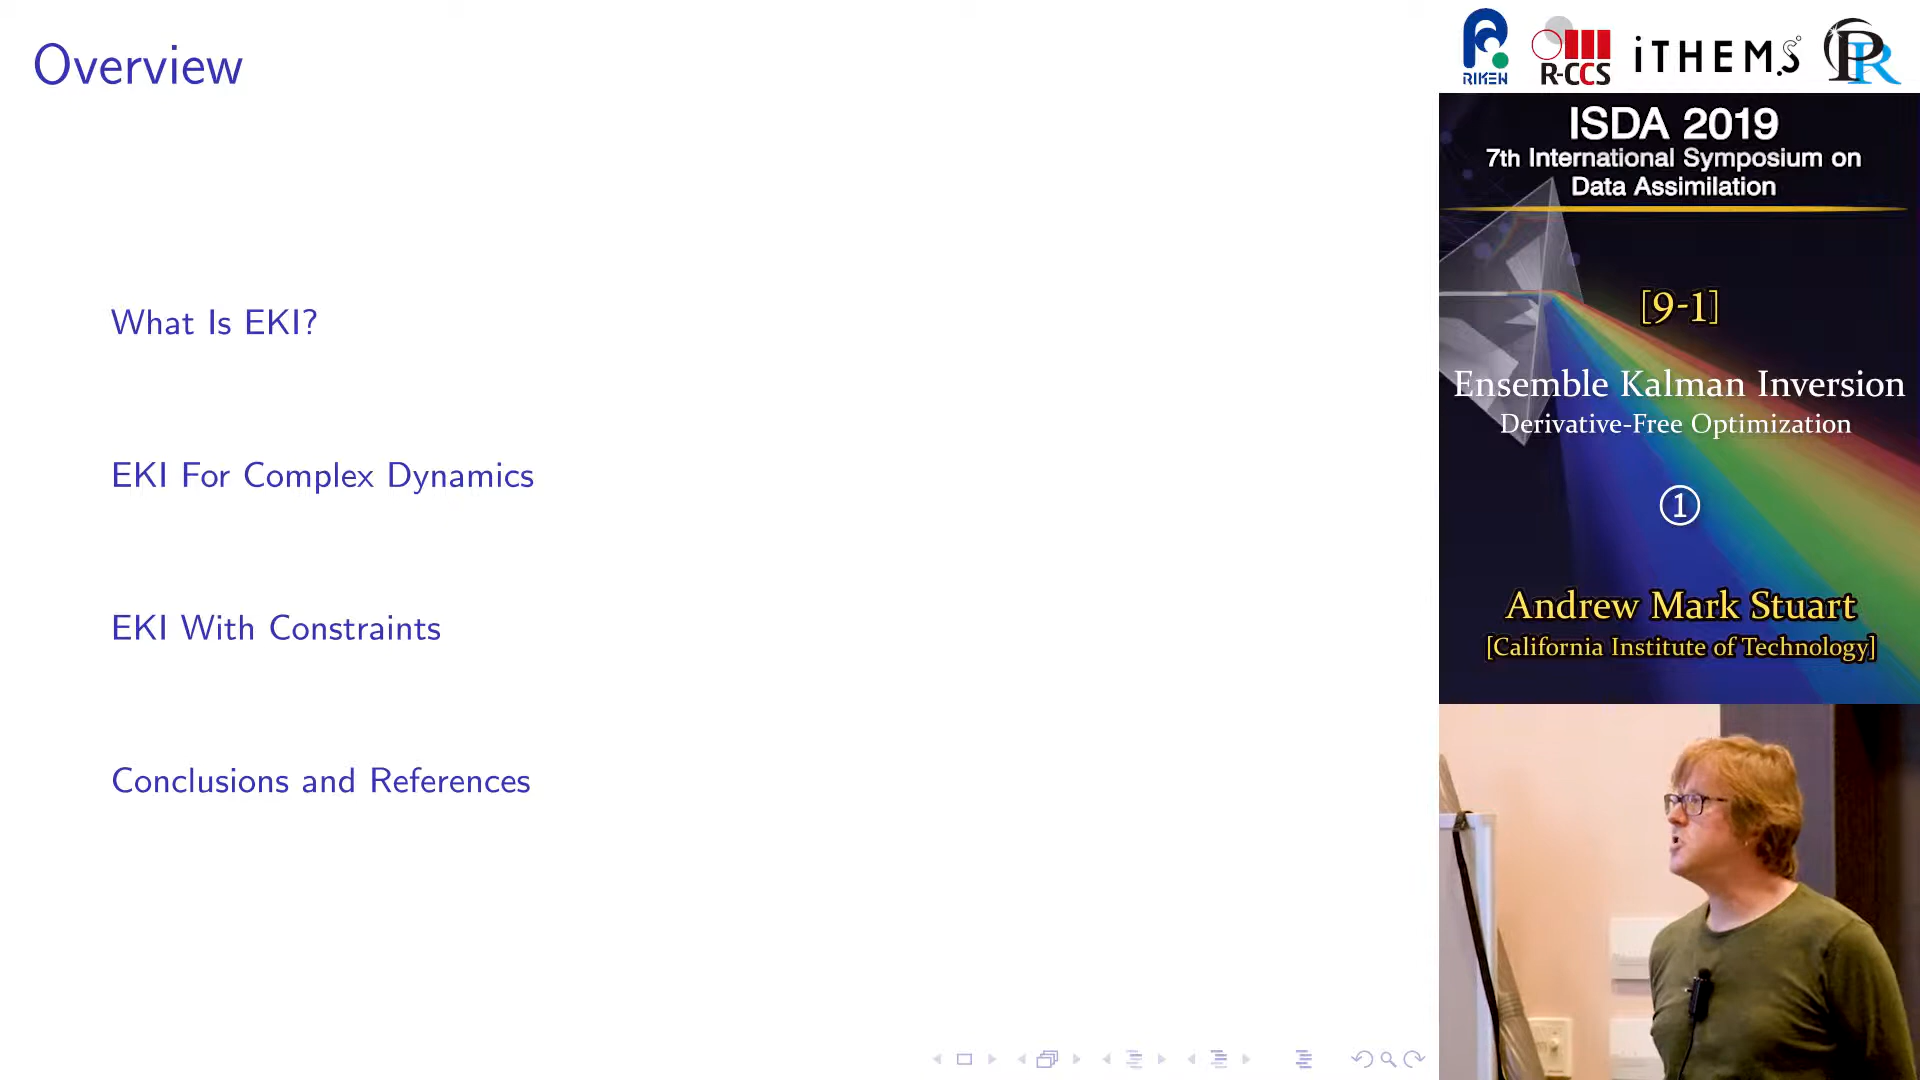 Overview
What Is EKI?
EKI For Complex Dynamics
EKI With Constraints
Conclusions and References
RIKEN
R-CCS
iTHEMS
PR
ISDA 2019
7th International Symposium on
Data Assimilation
[9-1]
Ensemble Kalman Inversion
Derivative-Free Optimization
①
Andrew Mark Stuart
[California Institute of Technology]